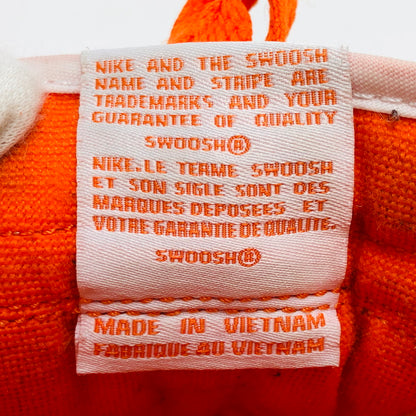 NIKE AND THE SWOOSH
NAME AND STRIPE ARE
TRADEMARKS AND YOUR
GUARANTEE OF QUALITY
SWOOSH®
NIKE.LE TERME SWOOSH
ET SON SIGLE SONT DES
MARQUES DEPOSEES ET
VOTRE GARANTIE DE QUALITE.
SWOOSH®
MADE IN VIETNAM
FABRIQUE AU VIETNAM